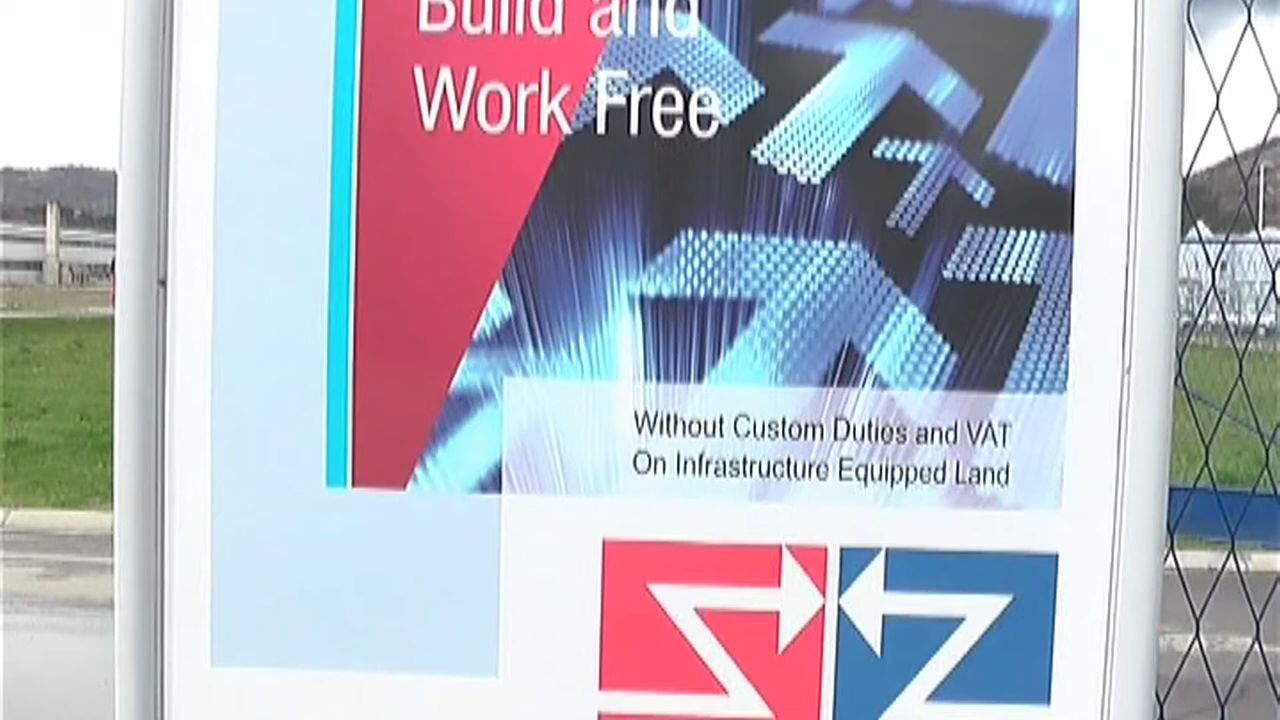 Build and
Work Free
Without Custom Duties and VAT
On Infrastructure Equipped Land